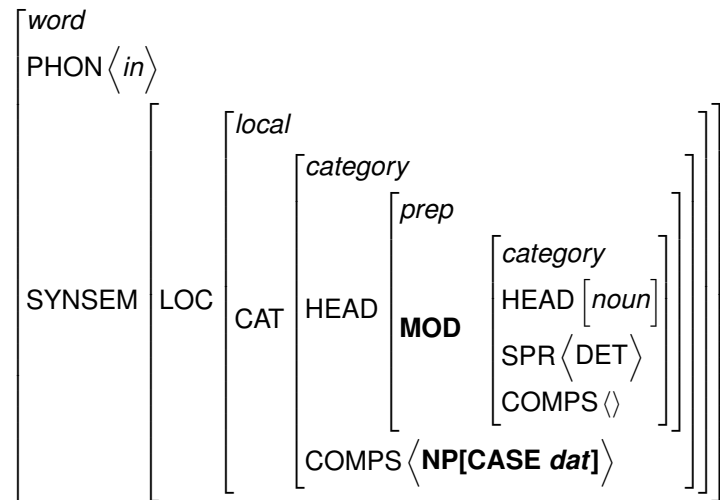 word
PHON ⟨in⟩
local
category
prep
category
SYNSEM LOC CAT HEAD MOD HEAD [noun]
SPR ⟨DET⟩
COMPS ⟨⟩
COMPS ⟨NP[CASE dat]⟩